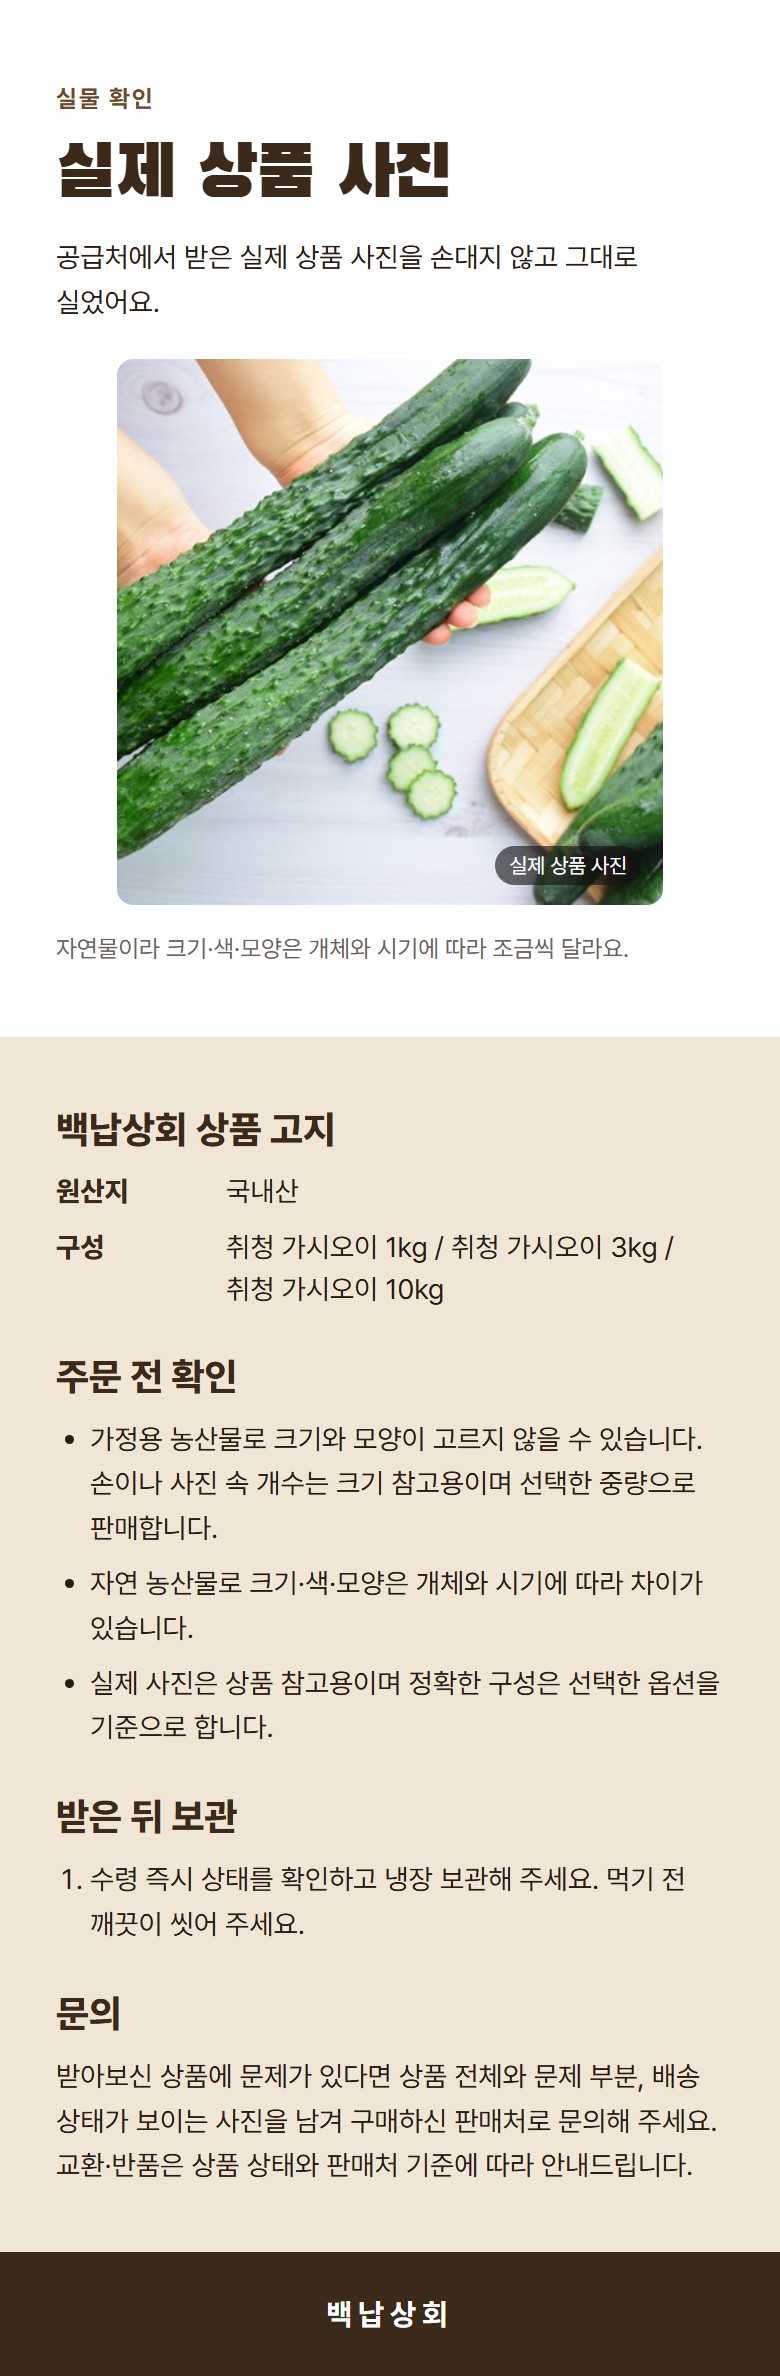 실물 확인
실제 상품 사진
공급처에서 받은 실제 상품 사진을 손대지 않고 그대로
실었어요.
실제 상품 사진
자연물이라 크기·색·모양은 개체와 시기에 따라 조금씩 달라요.
백납상회 상품 고지
원산지 국내산
구성 취청 가시오이 1kg / 취청 가시오이 3kg /
취청 가시오이 10kg
주문 전 확인
• 가정용 농산물로 크기와 모양이 고르지 않을 수 있습니다.
손이나 사진 속 개수는 크기 참고용이며 선택한 중량으로
판매합니다.
• 자연 농산물로 크기·색·모양은 개체와 시기에 따라 차이가
있습니다.
• 실제 사진은 상품 참고용이며 정확한 구성은 선택한 옵션을
기준으로 합니다.
받은 뒤 보관
1. 수령 즉시 상태를 확인하고 냉장 보관해 주세요. 먹기 전
깨끗이 씻어 주세요.
문의
받아보신 상품에 문제가 있다면 상품 전체와 문제 부분, 배송
상태가 보이는 사진을 남겨 구매하신 판매처로 문의해 주세요.
교환·반품은 상품 상태와 판매처 기준에 따라 안내드립니다.
백납상회